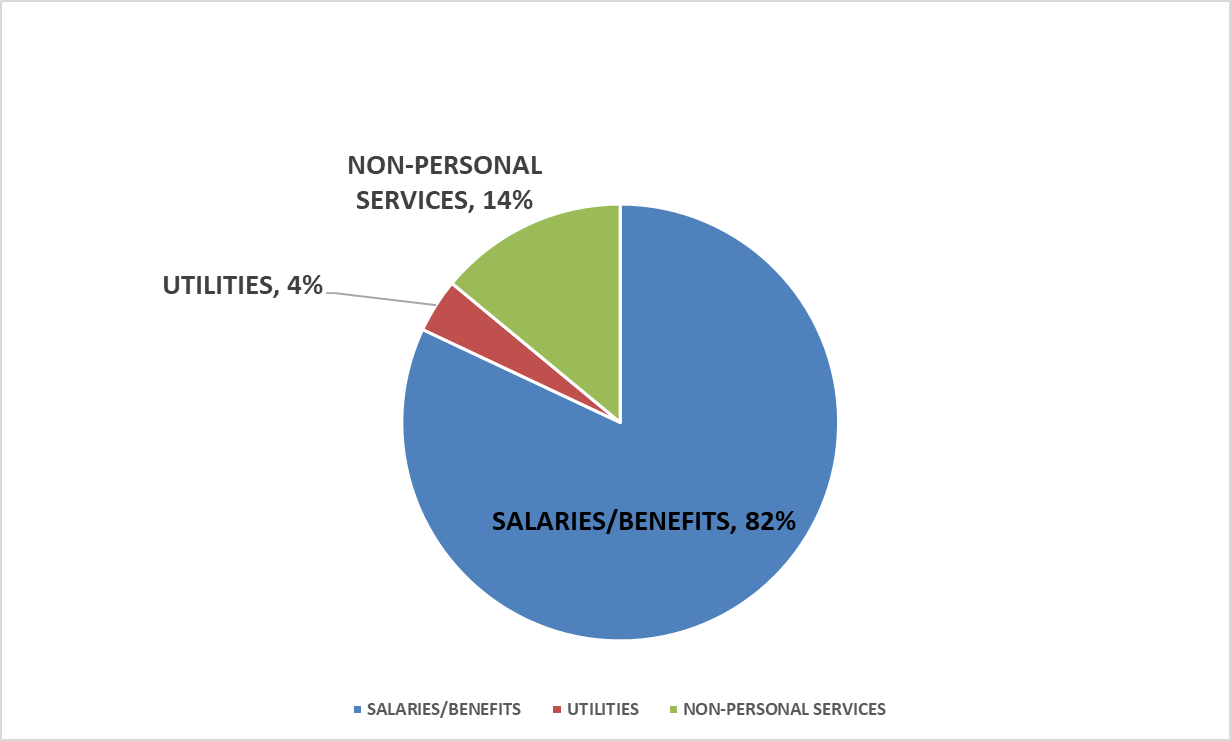 NON-PERSONAL
SERVICES, 14%
UTILITIES, 4%
SALARIES/BENEFITS, 82%
SALARIES/BENEFITS
UTILITIES
NON-PERSONAL SERVICES